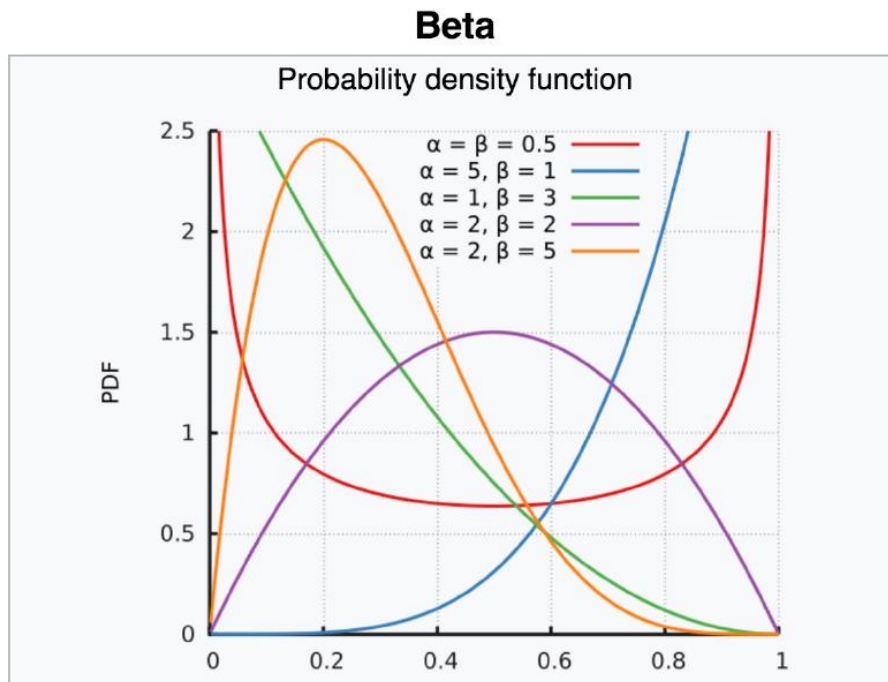 Beta
Probability density function
2.5
α = β = 0.5
α = 5, β = 1
α = 1, β = 3
2
α = 2, β = 2
α = 2, β = 5
1.5
PDF
1
0.5
0
0 0.2 0.4 0.6 0.8 1